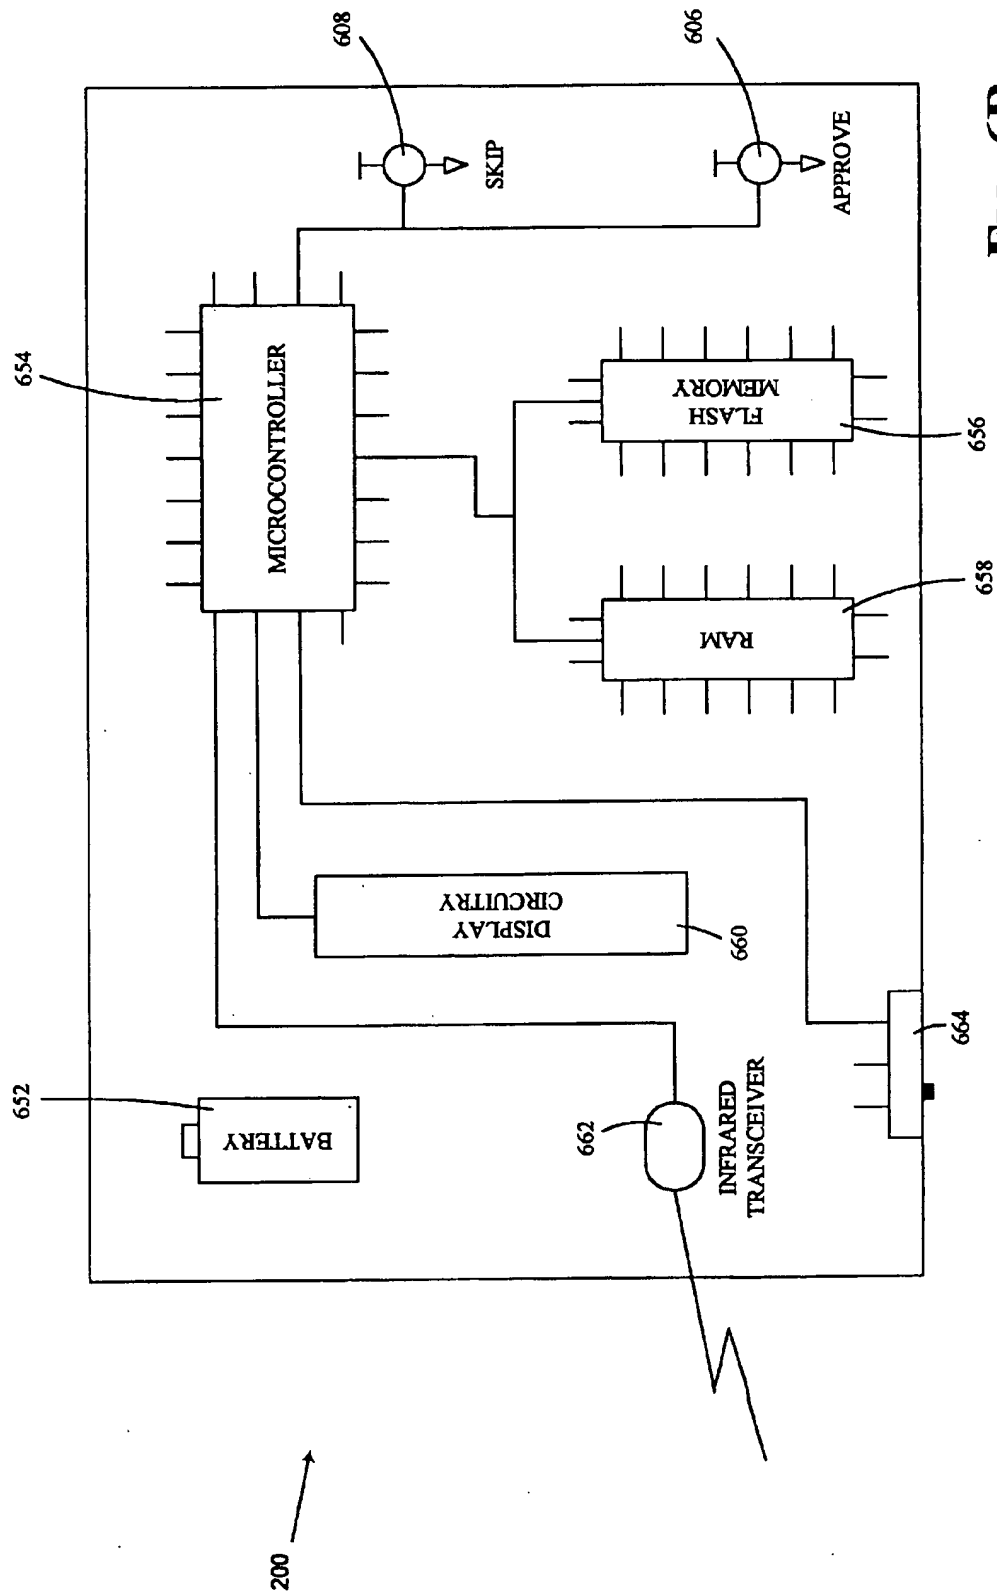 608
606
SKIP
APPROVE
654
MICROCONTROLLER
FLASH
MEMORY
656
RAM
658
DISPLAY
CIRCUITRY
660
664
652
BATTERY
662
INFRARED
TRANSCEIVER
200